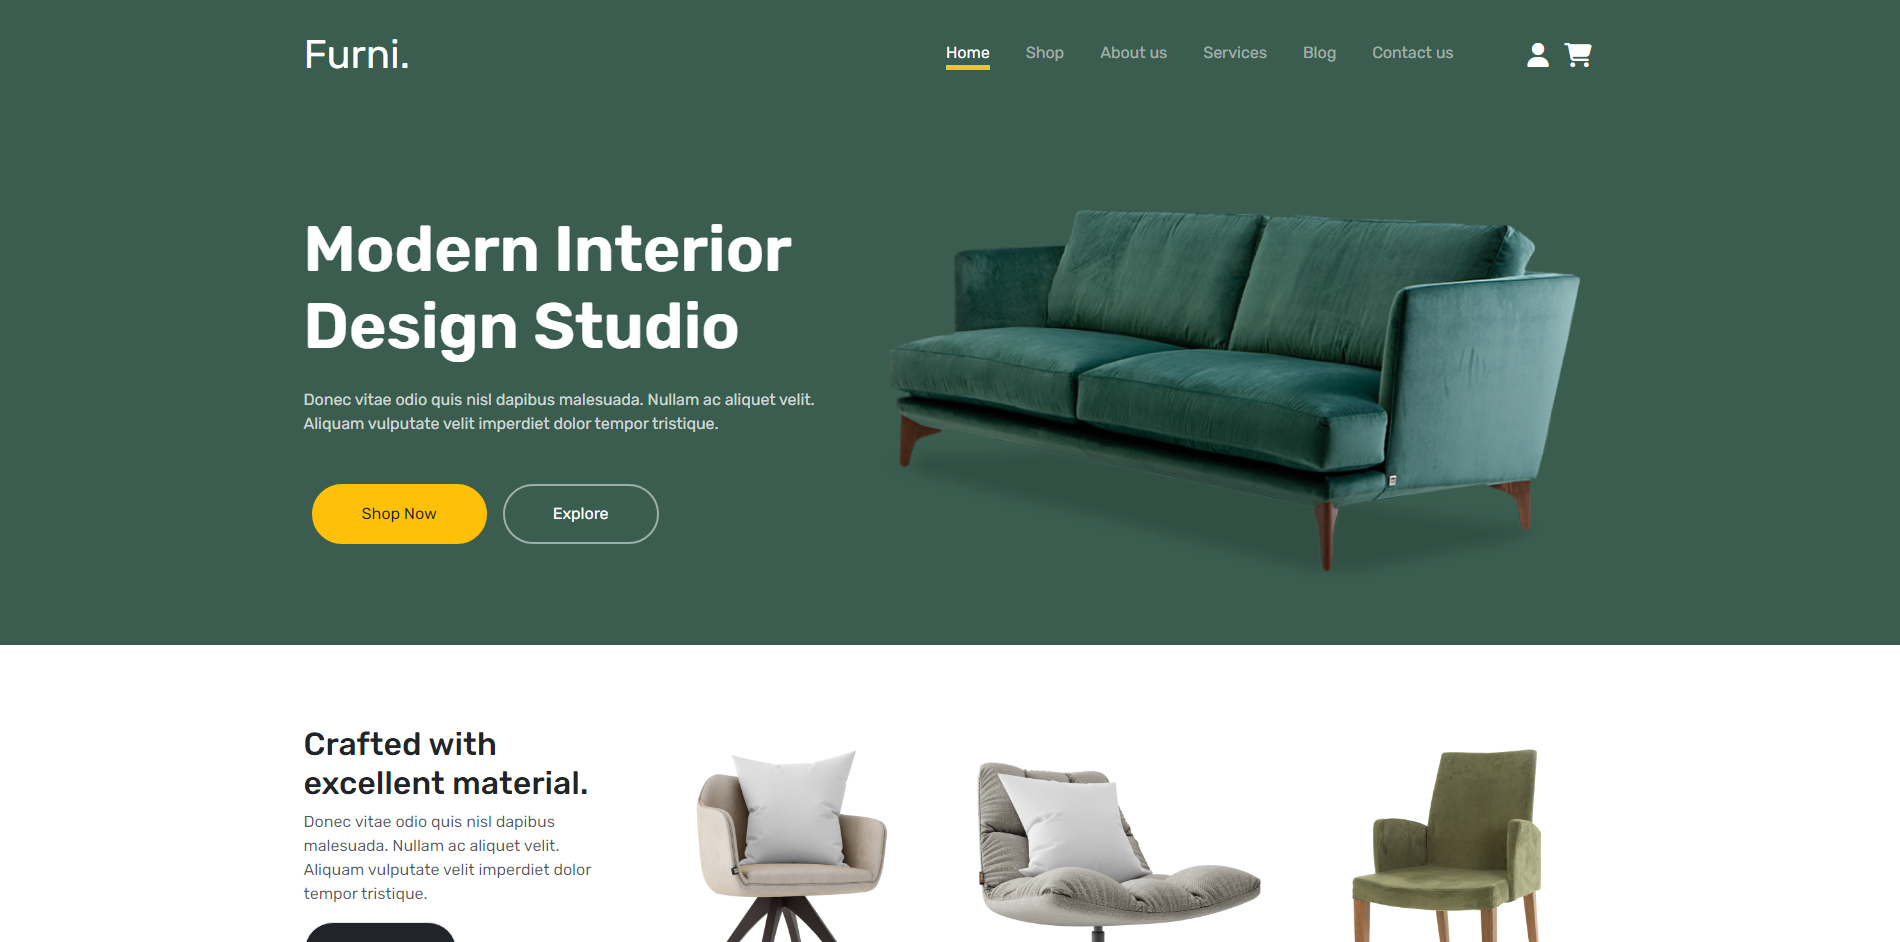 Furni.
Home Shop About us Services Blog Contact us
Modern Interior
Design Studio
Donec vitae odio quis nisl dapibus malesuada. Nullam ac aliquet velit.
Aliquam vulputate velit imperdiet dolor tempor tristique.
Shop Now Explore
Crafted with
excellent material.
Donec vitae odio quis nisl dapibus
malesuada. Nullam ac aliquet velit.
Aliquam vulputate velit imperdiet dolor
tempor tristique.